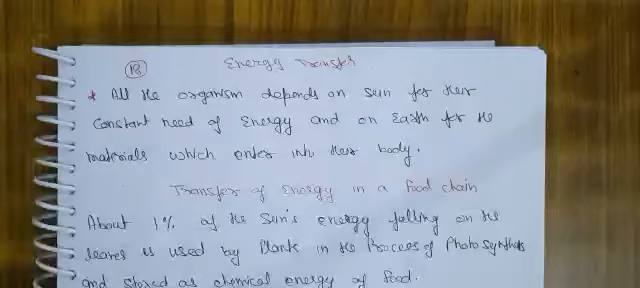 18
Energy Transfer
* All the organism depends on sun for their
constant need of Energy and on Earth for the
materials which enter into their body.
Transfer of Energy in a food chain
About 1% of the Sun's energy falling on the
leaves is used by Plants in the Process of Photosynthesis
and stored as chemical energy of food.